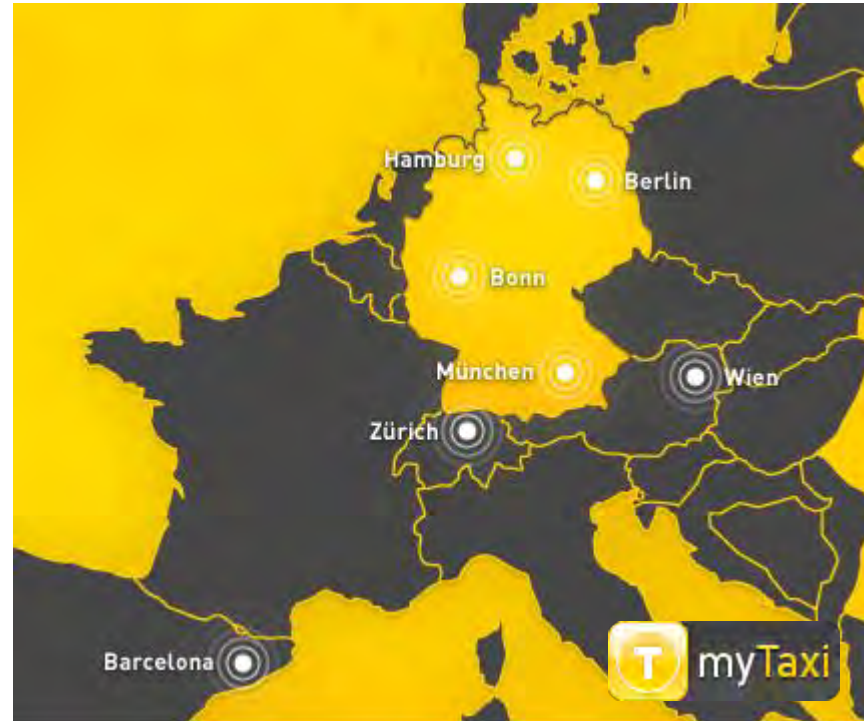 Hamburg
Berlin
Bonn
München
Wien
Zürich
Barcelona
T myTaxi